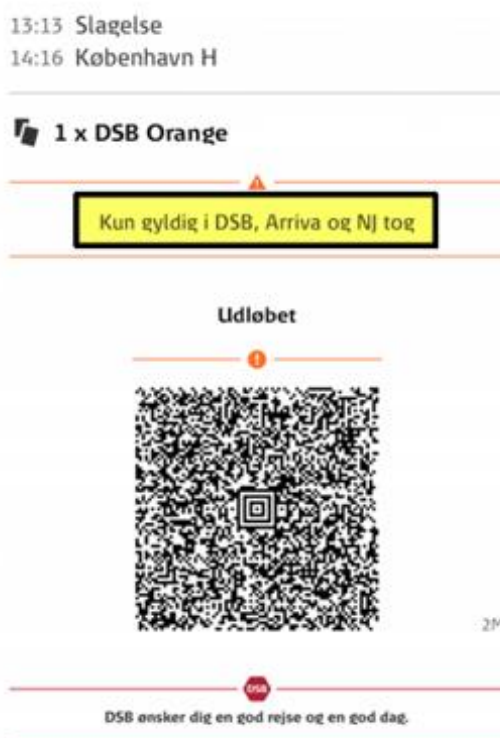 13:13 Slagelse
14:16 København H
1 x DSB Orange
Kun gyldig i DSB, Arriva og NJ tog
Udløbet
2M
DSB
DSB ønsker dig en god rejse og en god dag.